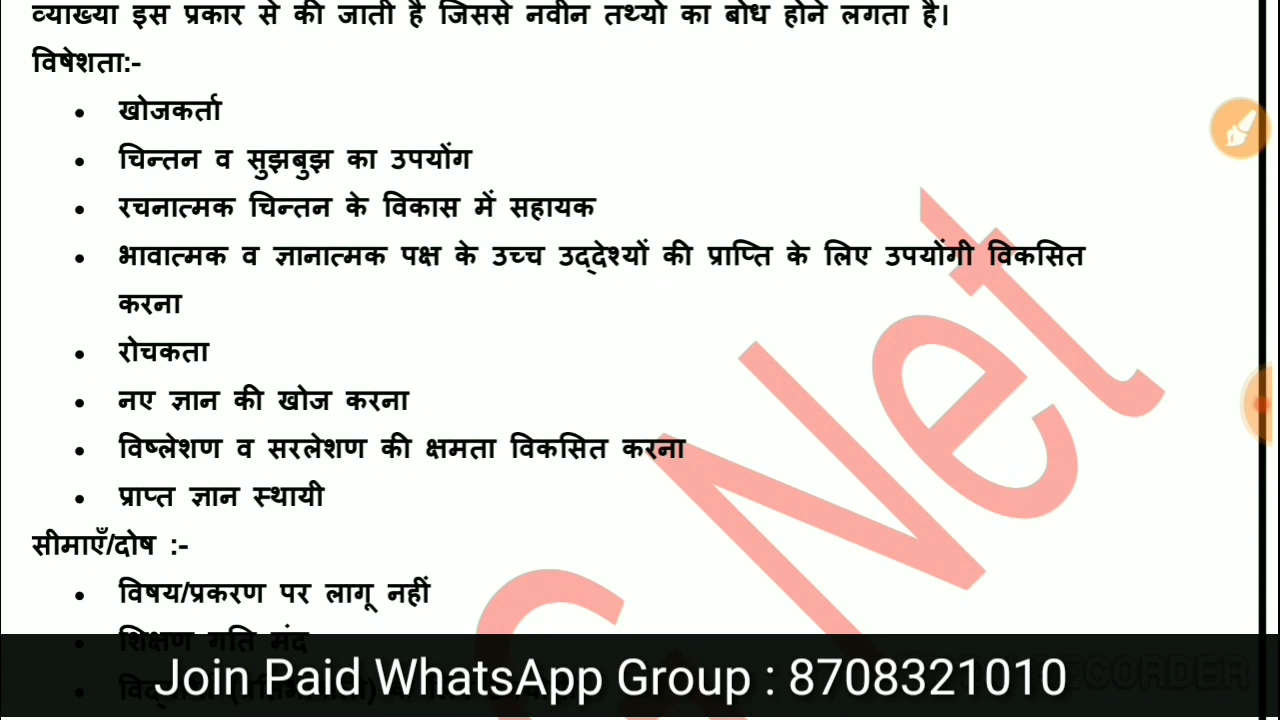 व्याख्या इस प्रकार से की जाती है जिससे नवीन तथ्यो का बोध होने लगता है।
विषेशता:-
• खोजकर्ता
• चिन्तन व सुझबुझ का उपयोंग
• रचनात्मक चिन्तन के विकास में सहायक
• भावात्मक व ज्ञानात्मक पक्ष के उच्च उद्देश्यों की प्राप्ति के लिए उपयोंगी विकसित
करना
• रोचकता
• नए ज्ञान की खोज करना
• विष्लेशण व सरलेशण की क्षमता विकसित करना
• प्राप्त ज्ञान स्थायी
सीमाएँ/दोष :-
• विषय/प्रकरण पर लागू नहीं
• शिक्षण गति मंद
Join Paid WhatsApp Group : 8708321010
RECORDER
Net